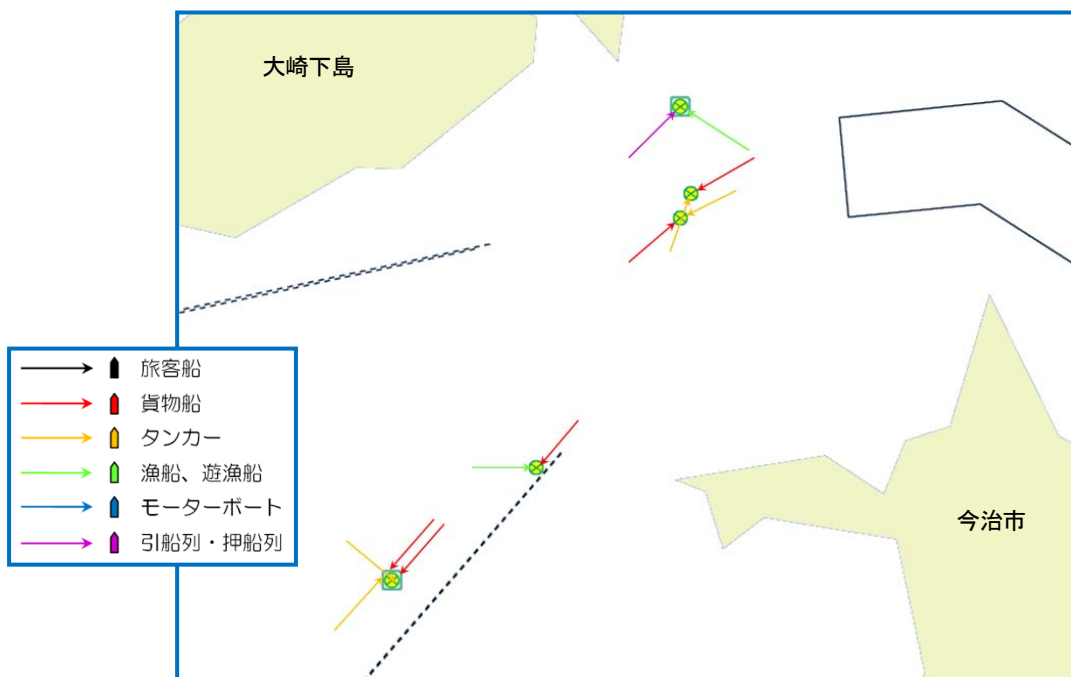 大崎下島
旅客船
貨物船
タンカー
漁船、遊漁船
モーターボート
引船列・押船列
今治市